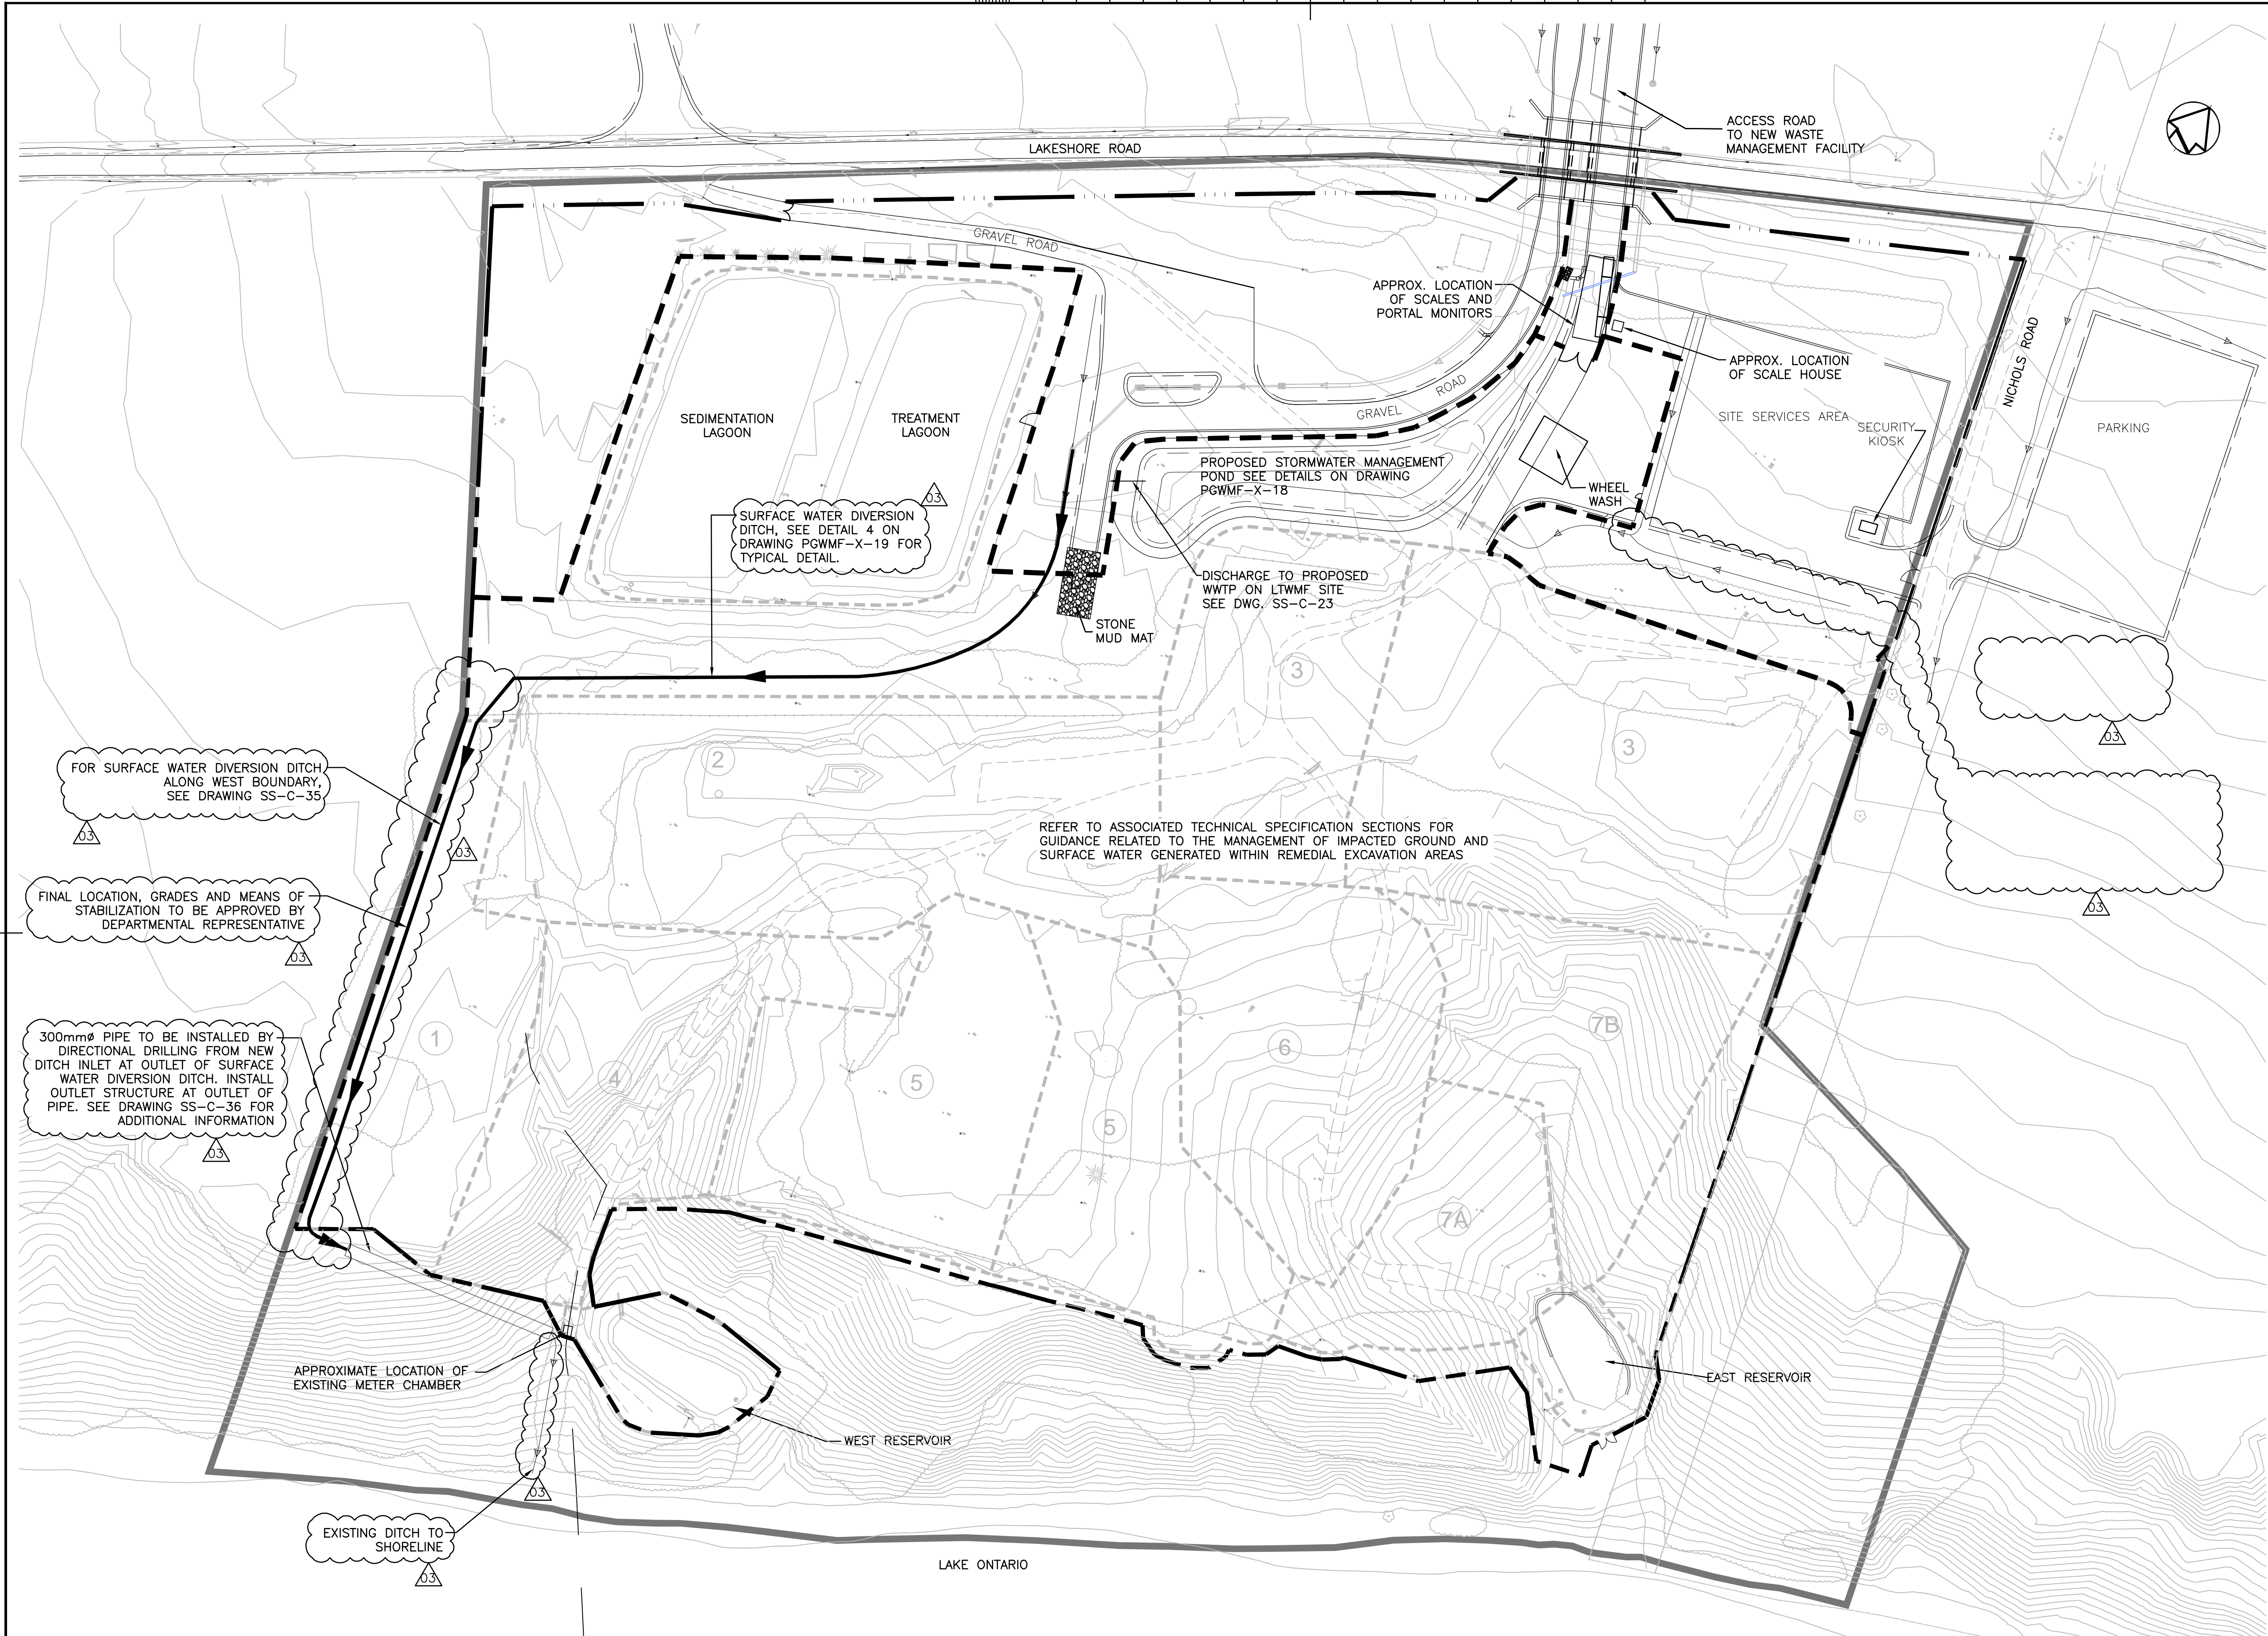 ACCESS ROAD
TO NEW WASTE
MANAGEMENT FACILITY
LAKESHORE ROAD
GRAVEL ROAD
APPROX. LOCATION
OF SCALES AND
PORTAL MONITORS
APPROX. LOCATION
OF SCALE HOUSE
NICHOLS ROAD
SEDIMENTATION
LAGOON
TREATMENT
LAGOON
GRAVEL ROAD
SITE SERVICES AREA
SECURITY
KIOSK
PARKING
PROPOSED STORMWATER MANAGEMENT
POND SEE DETAILS ON DRAWING
PGWMF-X-18
WHEEL
WASH
03
SURFACE WATER DIVERSION
DITCH, SEE DETAIL 4 ON
DRAWING PGWMF-X-19 FOR
TYPICAL DETAIL.
DISCHARGE TO PROPOSED
WWTP ON LTWMF SITE
SEE DWG. SS-C-23
STONE
MUD MAT
3
3
03
2
FOR SURFACE WATER DIVERSION DITCH
ALONG WEST BOUNDARY,
SEE DRAWING SS-C-35
03
03
REFER TO ASSOCIATED TECHNICAL SPECIFICATION SECTIONS FOR
GUIDANCE RELATED TO THE MANAGEMENT OF IMPACTED GROUND AND
SURFACE WATER GENERATED WITHIN REMEDIAL EXCAVATION AREAS
03
FINAL LOCATION, GRADES AND MEANS OF
STABILIZATION TO BE APPROVED BY
DEPARTMENTAL REPRESENTATIVE
03
300mmø PIPE TO BE INSTALLED BY
DIRECTIONAL DRILLING FROM NEW
DITCH INLET AT OUTLET OF SURFACE
WATER DIVERSION DITCH. INSTALL
OUTLET STRUCTURE AT OUTLET OF
PIPE. SEE DRAWING SS-C-36 FOR
ADDITIONAL INFORMATION
03
1
4
5
5
6
7B
7A
APPROXIMATE LOCATION OF
EXISTING METER CHAMBER
EAST RESERVOIR
WEST RESERVOIR
03
EXISTING DITCH TO
SHORELINE
03
LAKE ONTARIO